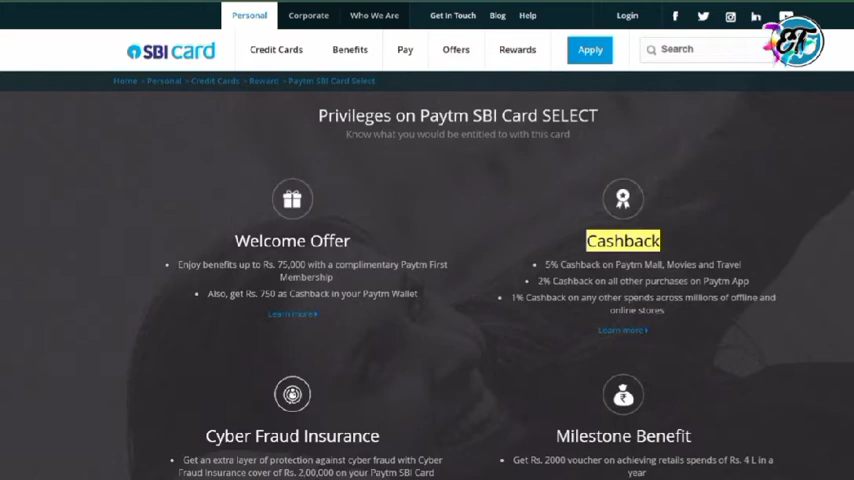 Personal Corporate Who We Are Get In Touch Blog Help Login
SBI card Credit Cards Benefits Pay Offers Rewards Apply Search
ET
Home > Personal > Credit Cards > Reward > Paytm SBI Card Select
Privileges on Paytm SBI Card SELECT
Know what you would be entitled to with this card
Welcome Offer
Enjoy benefits up to Rs. 75,000 with a complimentary Paytm First
Membership
Also, get Rs. 750 as Cashback in your Paytm Wallet
Learn more
Cashback
5% Cashback on Paytm Mall, Movies and Travel
2% Cashback on all other purchases on Paytm App
1% Cashback on any other spends across millions of offline and
online stores
Learn more
Cyber Fraud Insurance
Get an extra layer of protection against cyber fraud with Cyber
Fraud Insurance cover of Rs. 2,00,000 on your Paytm SBI Card
Milestone Benefit
Get Rs. 2000 voucher on achieving retails spends of Rs. 4 L in a
year